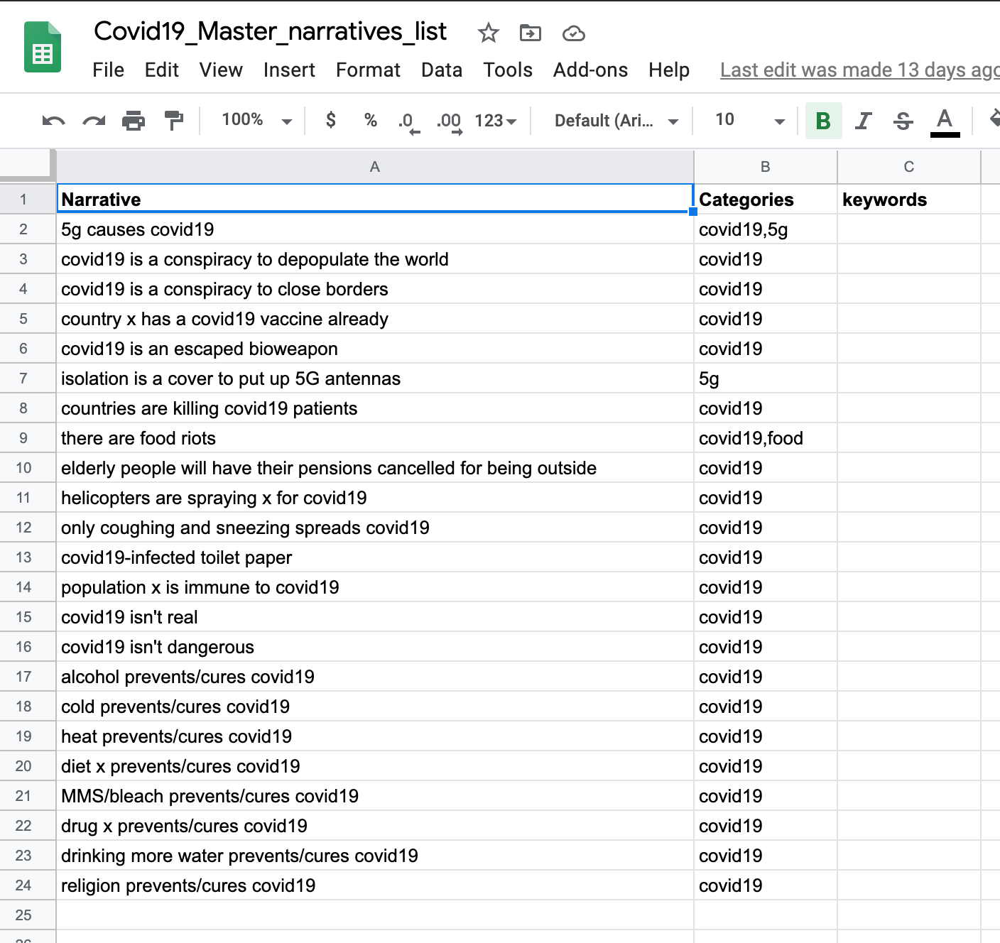 Covid19_Master_narratives_list
File Edit View Insert Format Data Tools Add-ons Help Last edit was made 13 days ago
100% $ % .0 .00 123 Default (Ari... 10 B I S A
A B C
1 Narrative Categories keywords
2 5g causes covid19 covid19,5g
3 covid19 is a conspiracy to depopulate the world covid19
4 covid19 is a conspiracy to close borders covid19
5 country x has a covid19 vaccine already covid19
6 covid19 is an escaped bioweapon covid19
7 isolation is a cover to put up 5G antennas 5g
8 countries are killing covid19 patients covid19
9 there are food riots covid19,food
10 elderly people will have their pensions cancelled for being outside covid19
11 helicopters are spraying x for covid19 covid19
12 only coughing and sneezing spreads covid19 covid19
13 covid19-infected toilet paper covid19
14 population x is immune to covid19 covid19
15 covid19 isn't real covid19
16 covid19 isn't dangerous covid19
17 alcohol prevents/cures covid19 covid19
18 cold prevents/cures covid19 covid19
19 heat prevents/cures covid19 covid19
20 diet x prevents/cures covid19 covid19
21 MMS/bleach prevents/cures covid19 covid19
22 drug x prevents/cures covid19 covid19
23 drinking more water prevents/cures covid19 covid19
24 religion prevents/cures covid19 covid19
25
26